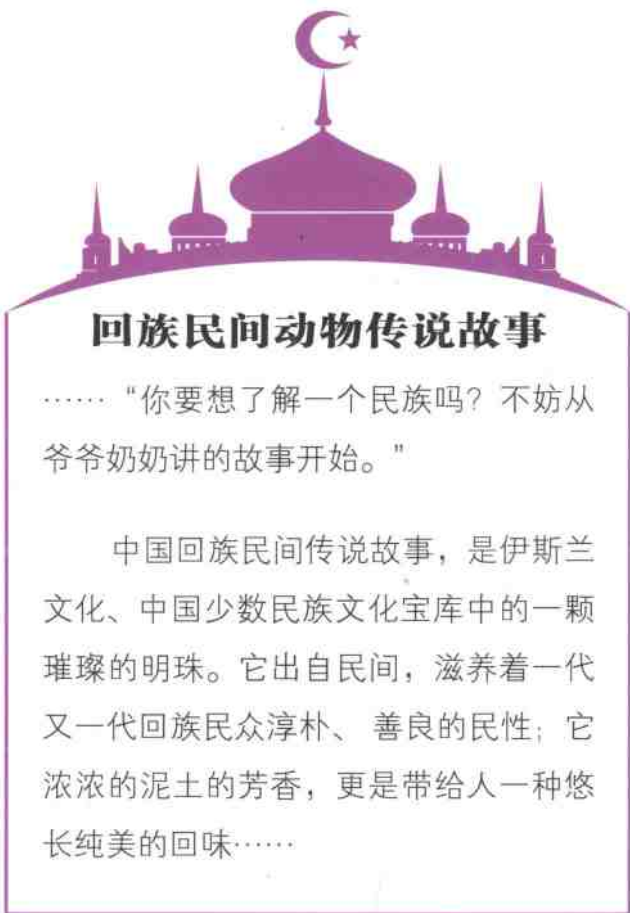 回族民间动物传说故事
……“你要想了解一个民族吗？不妨从
爷爷奶奶讲的故事开始。”
中国回族民间传说故事，是伊斯兰
文化、中国少数民族文化宝库中的一颗
璀璨的明珠。它出自民间，滋养着一代
又一代回族民众淳朴、 善良的民性；它
浓浓的泥土的芳香，更是带给人一种悠
长纯美的回味……